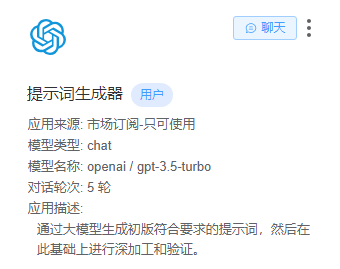 聊天
提示词生成器 用户
应用来源: 市场订阅-只可使用
模型类型: chat
模型名称: openai / gpt-3.5-turbo
对话轮次: 5 轮
应用描述:
通过大模型生成初版符合要求的提示词，然后在
此基础上进行深加工和验证。